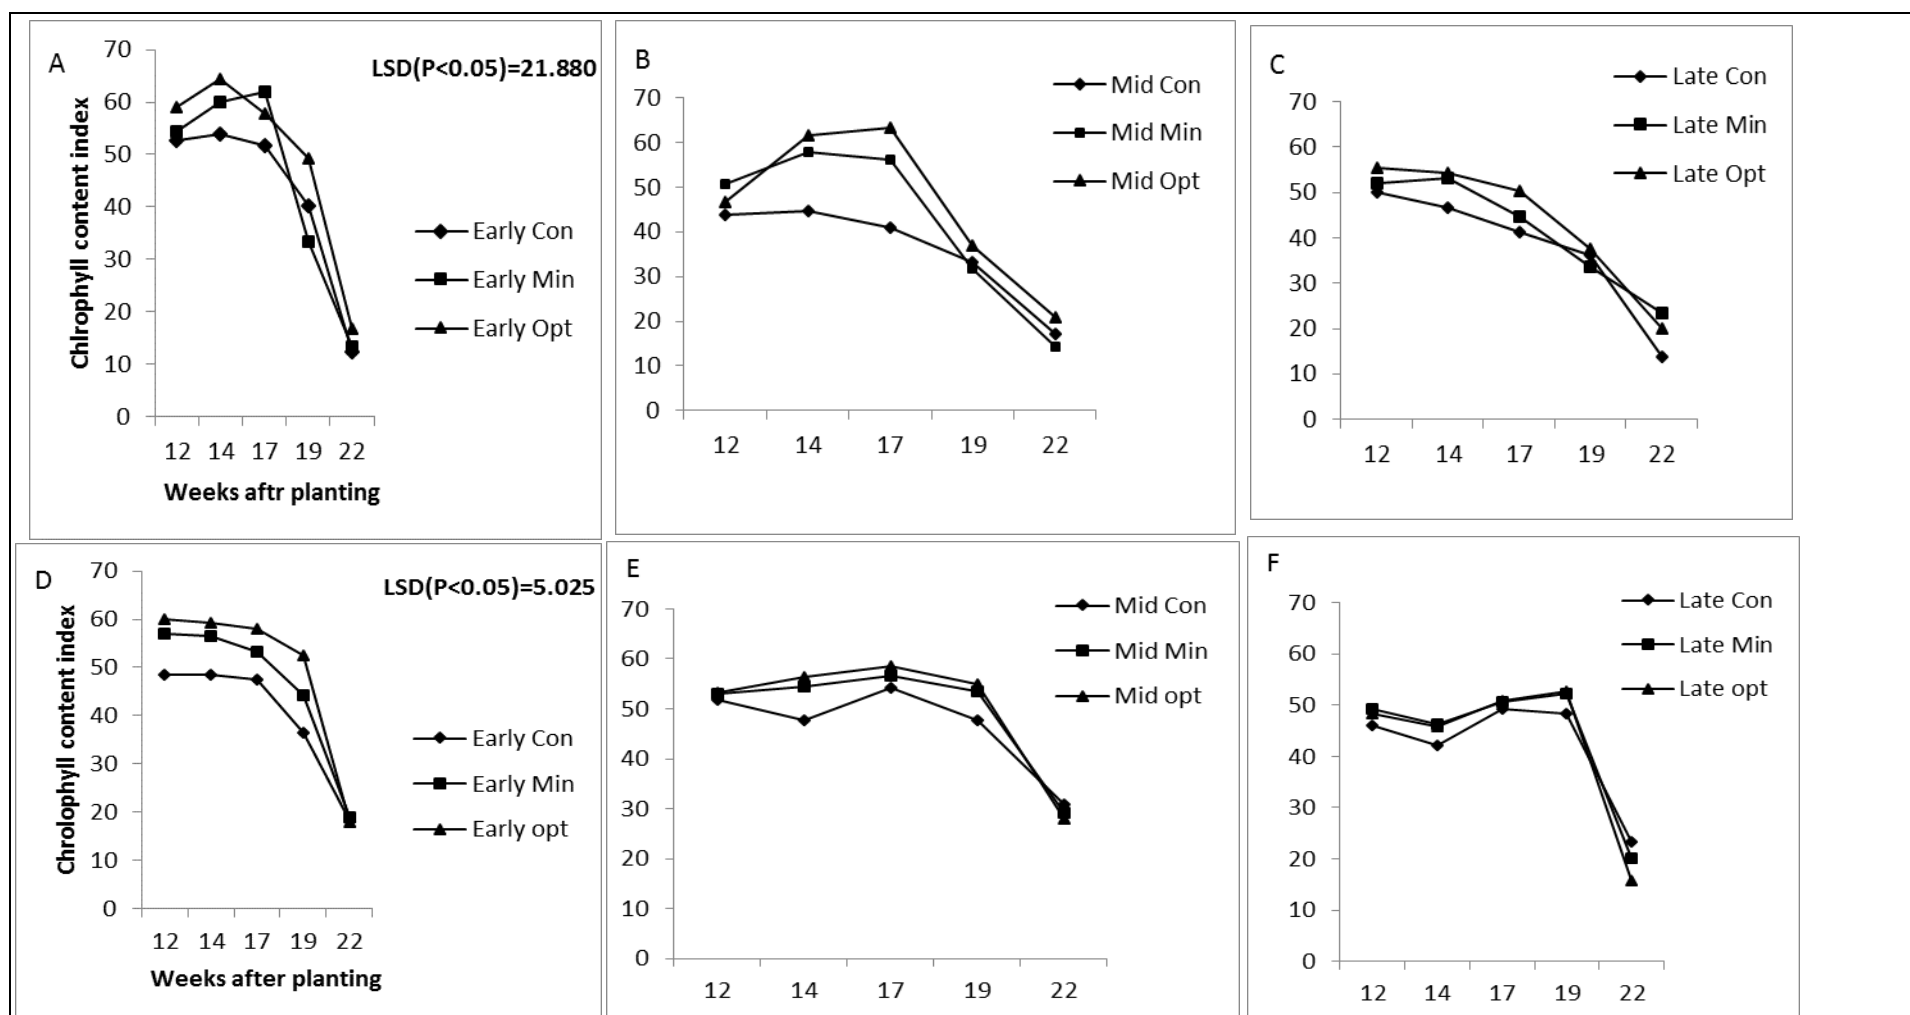 A
LSD(P<0.05)=21.880
Chlrophyll content index
70
60
50
40
30
20
10
0
12 14 17 19 22
Weeks aftr planting
Early Con
Early Min
Early Opt
B
70
60
50
40
30
20
10
0
12 14 17 19 22
Mid Con
Mid Min
Mid Opt
C
70
60
50
40
30
20
10
0
12 14 17 19 22
Late Con
Late Min
Late Opt
D
LSD(P<0.05)=5.025
Chrolophyll content index
70
60
50
40
30
20
10
0
12 14 17 19 22
Weeks after planting
Early Con
Early Min
Early opt
E
70
60
50
40
30
20
10
0
12 14 17 19 22
Mid Con
Mid Min
Mid opt
F
70
60
50
40
30
20
10
0
12 14 17 19 22
Late Con
Late Min
Late opt